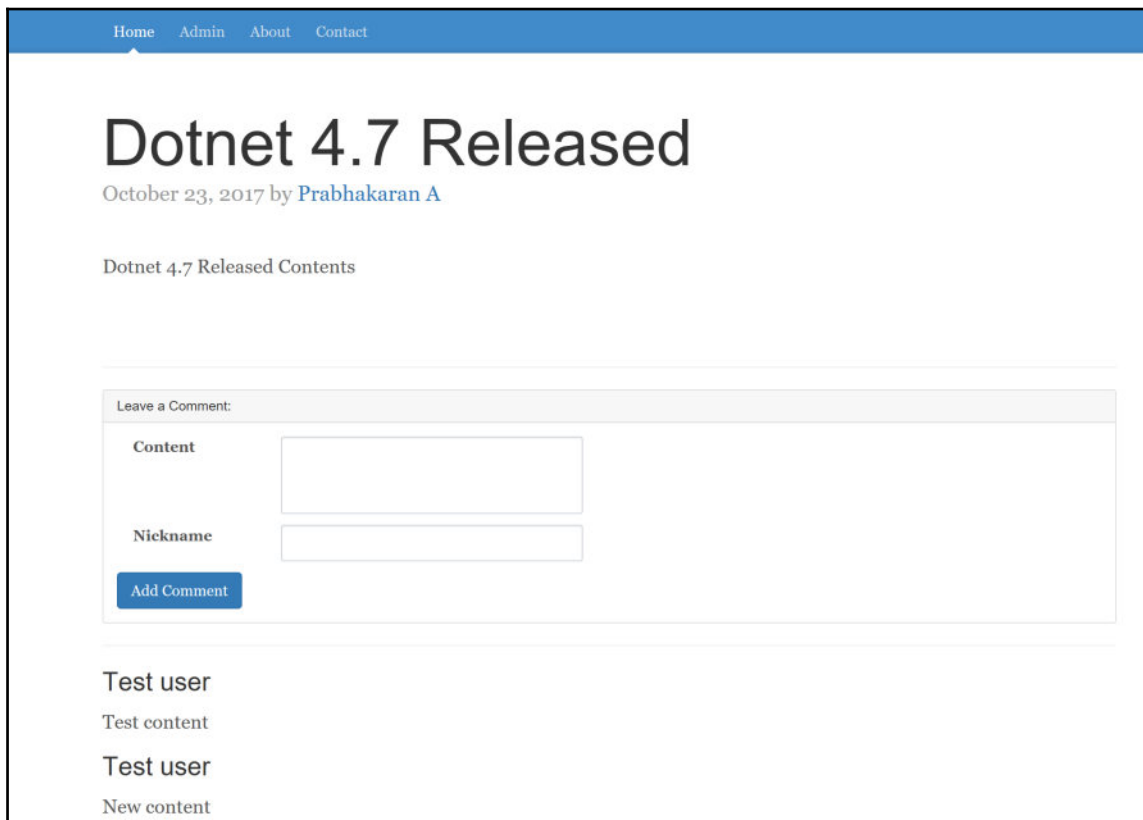 Home Admin About Contact
Dotnet 4.7 Released
October 23, 2017 by Prabhakaran A
Dotnet 4.7 Released Contents
Leave a Comment:
Content
Nickname
Add Comment
Test user
Test content
Test user
New content